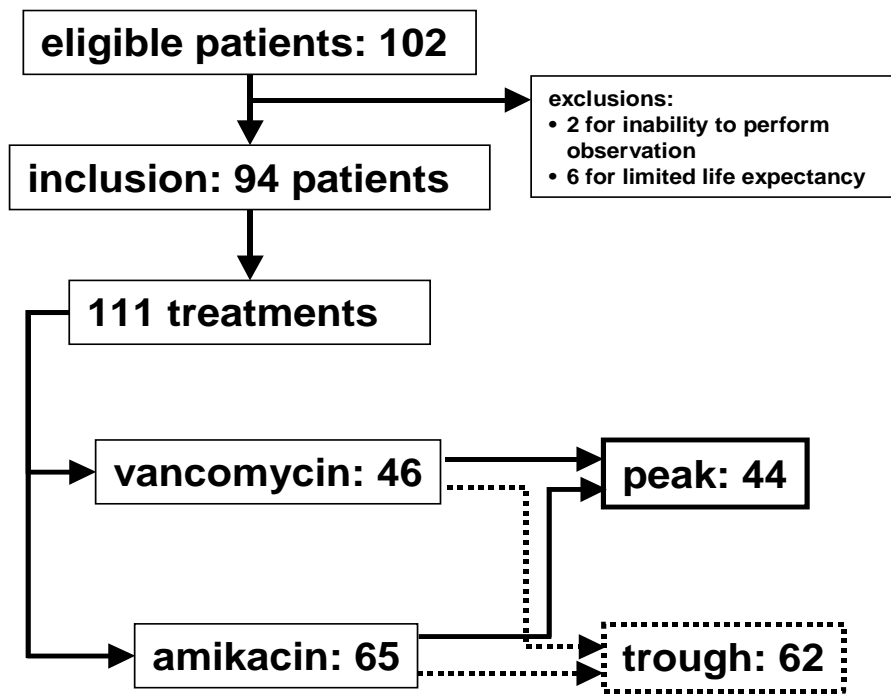 eligible patients: 102
exclusions:
• 2 for inability to perform
observation
• 6 for limited life expectancy
inclusion: 94 patients
111 treatments
vancomycin: 46
peak: 44
amikacin: 65
trough: 62